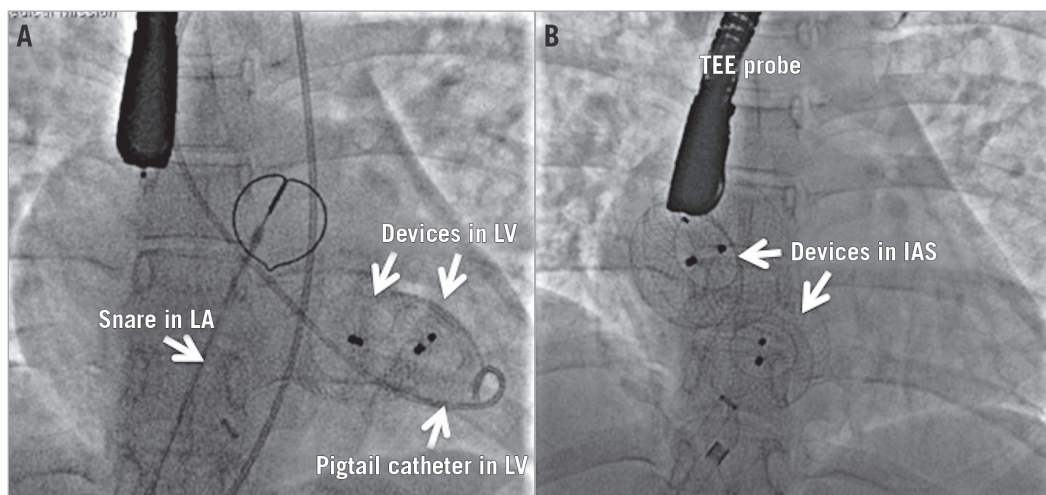 A
Devices in LV
Snare in LA
Pigtail catheter in LV
B
TEE probe
Devices in IAS